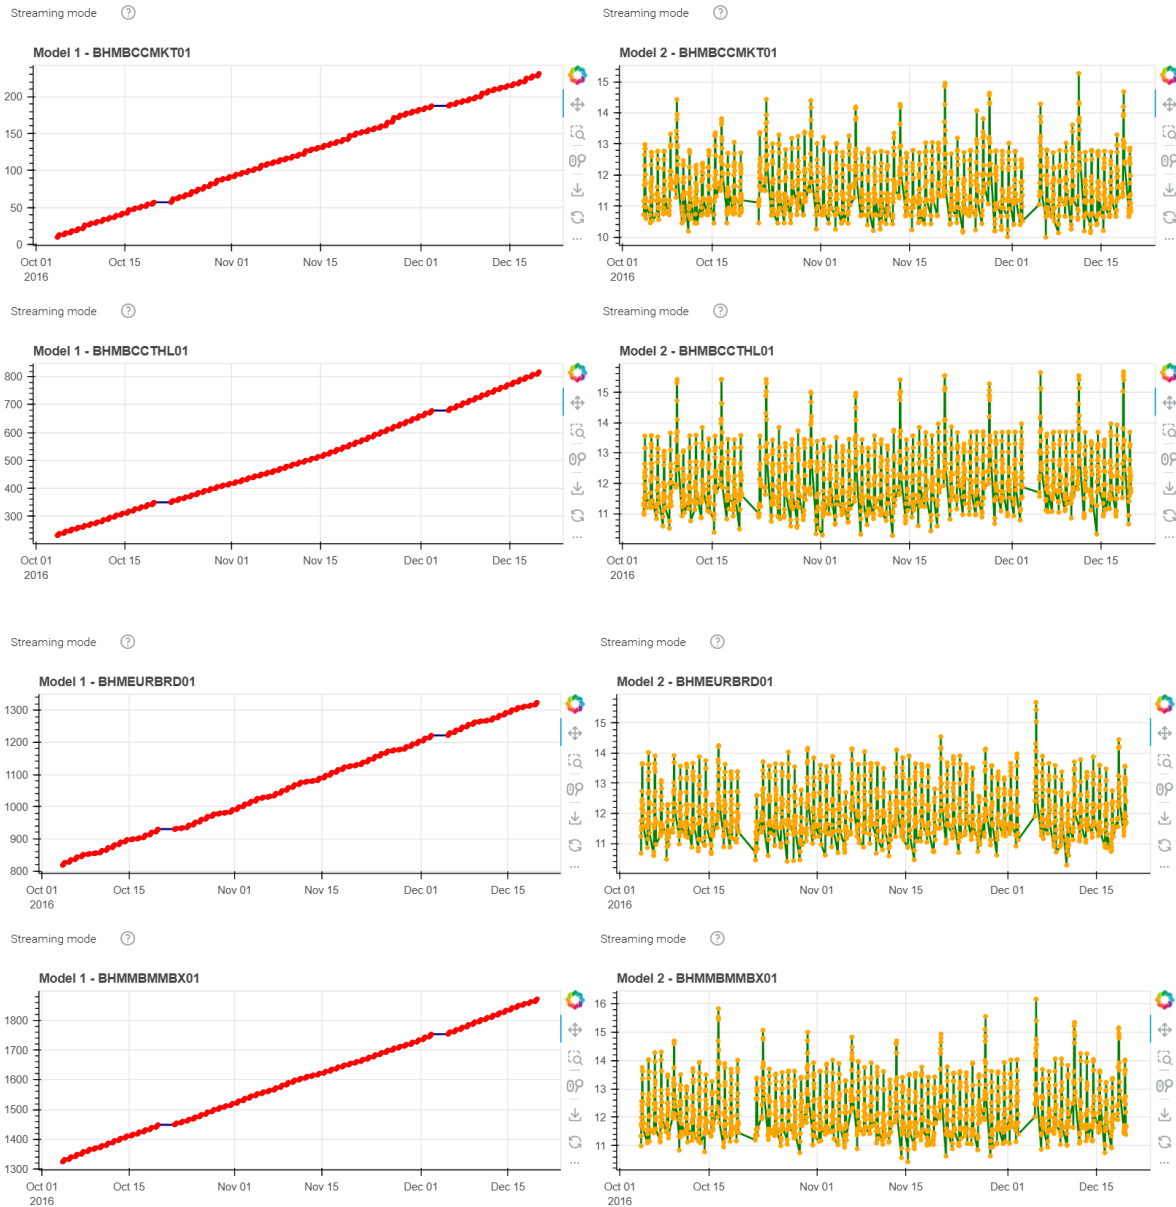 Streaming mode ?
Streaming mode ?
Model 1 - BHMBCCMKT01
200
150
100
50
0
Oct 01 Oct 15 Nov 01 Nov 15 Dec 01 Dec 15
2016
Model 2 - BHMBCCMKT01
15
14
13
12
11
10
Oct 01 Oct 15 Nov 01 Nov 15 Dec 01 Dec 15
2016
Streaming mode ?
Streaming mode ?
Model 1 - BHMBCCTHL01
800
700
600
500
400
300
Oct 01 Oct 15 Nov 01 Nov 15 Dec 01 Dec 15
2016
Model 2 - BHMBCCTHL01
15
14
13
12
11
Oct 01 Oct 15 Nov 01 Nov 15 Dec 01 Dec 15
2016
Streaming mode ?
Streaming mode ?
Model 1 - BHMEURBRD01
1300
1200
1100
1000
900
800
Oct 01 Oct 15 Nov 01 Nov 15 Dec 01 Dec 15
2016
Model 2 - BHMEURBRD01
15
14
13
12
11
Oct 01 Oct 15 Nov 01 Nov 15 Dec 01 Dec 15
2016
Streaming mode ?
Streaming mode ?
Model 1 - BHMMBMMBX01
1800
1700
1600
1500
1400
1300
Oct 01 Oct 15 Nov 01 Nov 15 Dec 01 Dec 15
2016
Model 2 - BHMMBMMBX01
16
15
14
13
12
11
Oct 01 Oct 15 Nov 01 Nov 15 Dec 01 Dec 15
2016